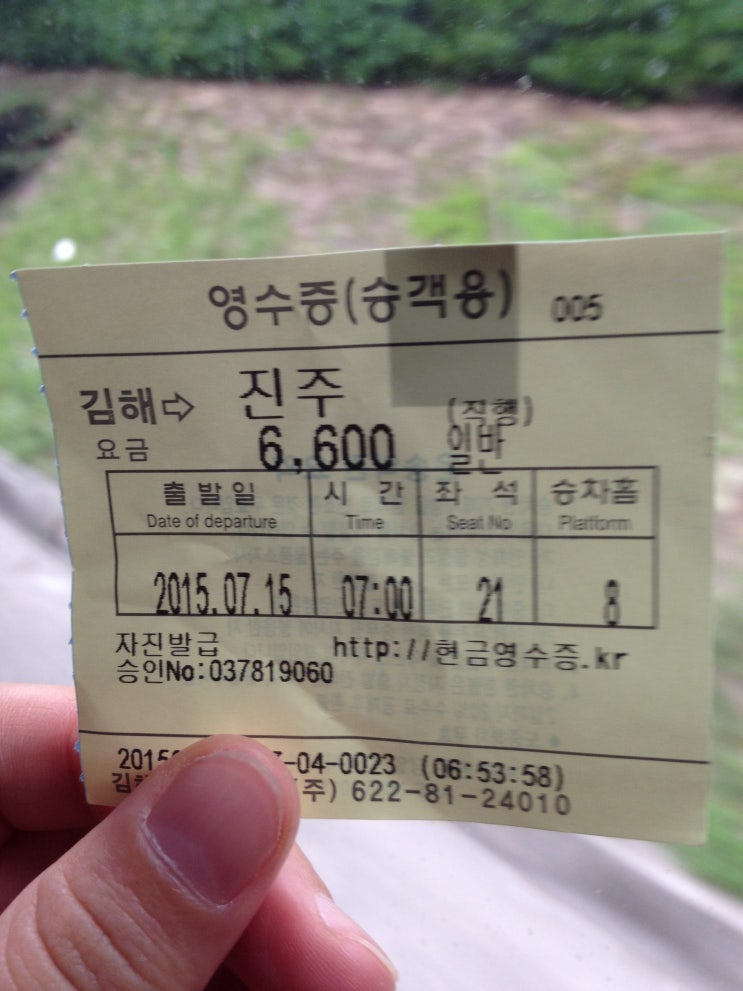 영수증(승객용) 005
김해⇨ 진주 (직행)
요금 6,600 일반
출발일 시 간 좌 석 승차홈
Date of departure Time Seat No Platform
2015.07.15 07:00 21 8
자진발급 http://현금영수증.kr
승인No:037819060
-04-0023 (06:53:58)
(주) 622-81-24010